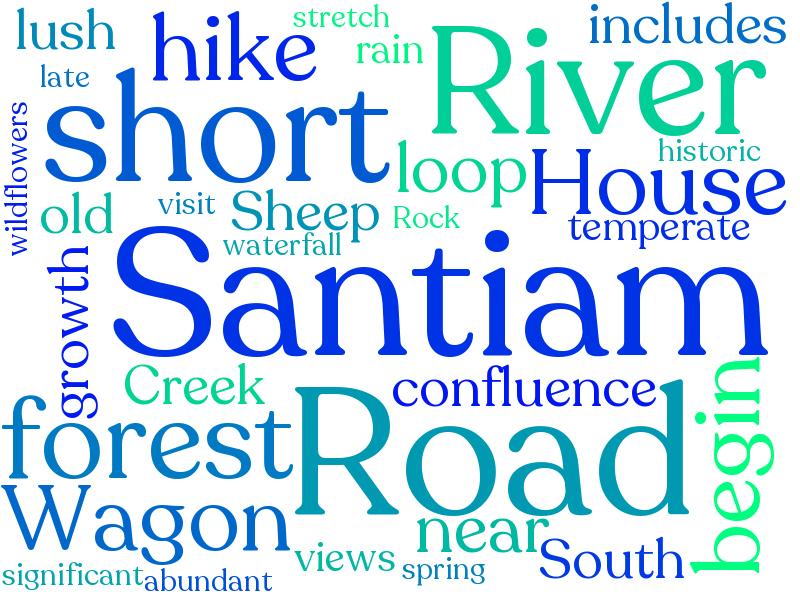 stretch
lush
hike
River
includes
rain
late
short
wildflowers
loop
House
historic
old
visit
Sheep
Rock
temperate
waterfall
Santiam
growth
Creek
confluence
begin
forest
Road
Wagon
near
South
views
spring
significant
abundant